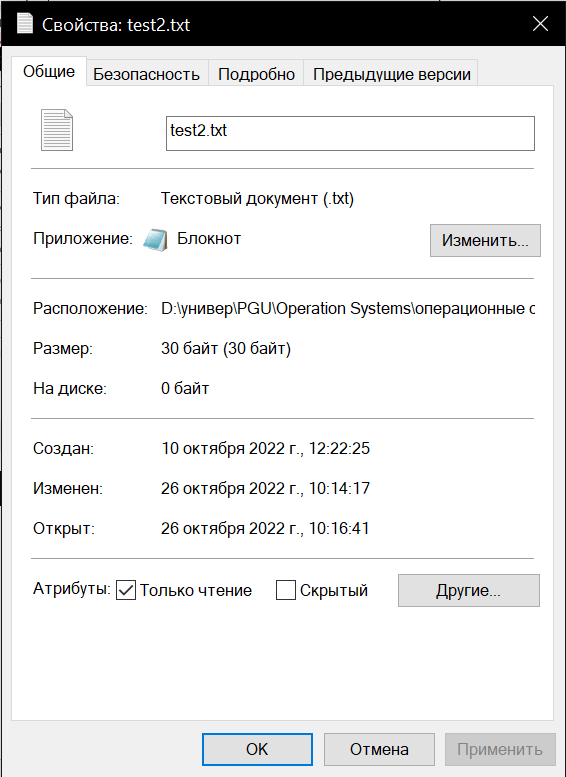 Свойства: test2.txt
Общие Безопасность Подробно Предыдущие версии
test2.txt
Тип файла: Текстовый документ (.txt)
Приложение: Блокнот Изменить...
Расположение: D:\универ\PGU\Operation Systems\операционные с
Размер: 30 байт (30 байт)
На диске: 0 байт
Создан: 10 октября 2022 г., 12:22:25
Изменен: 26 октября 2022 г., 10:14:17
Открыт: 26 октября 2022 г., 10:16:41
Атрибуты: Только чтение Скрытый Другие...
OK Отмена Применить